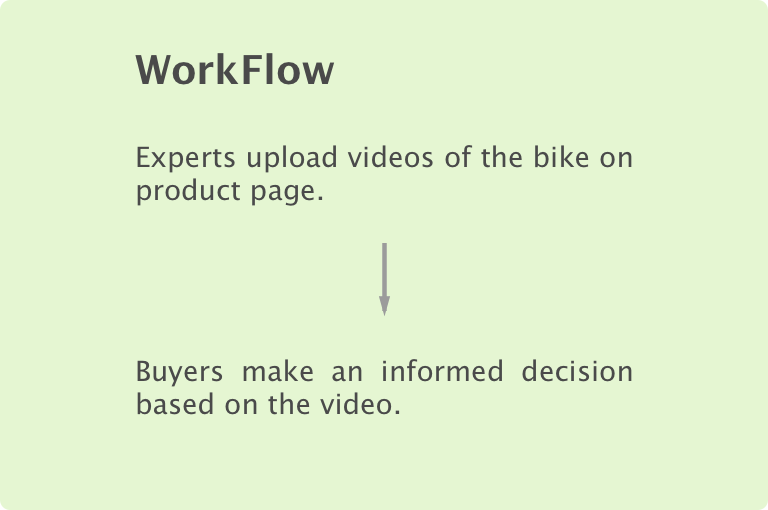 WorkFlow
Experts upload videos of the bike on
product page.
Buyers make an informed decision
based on the video.